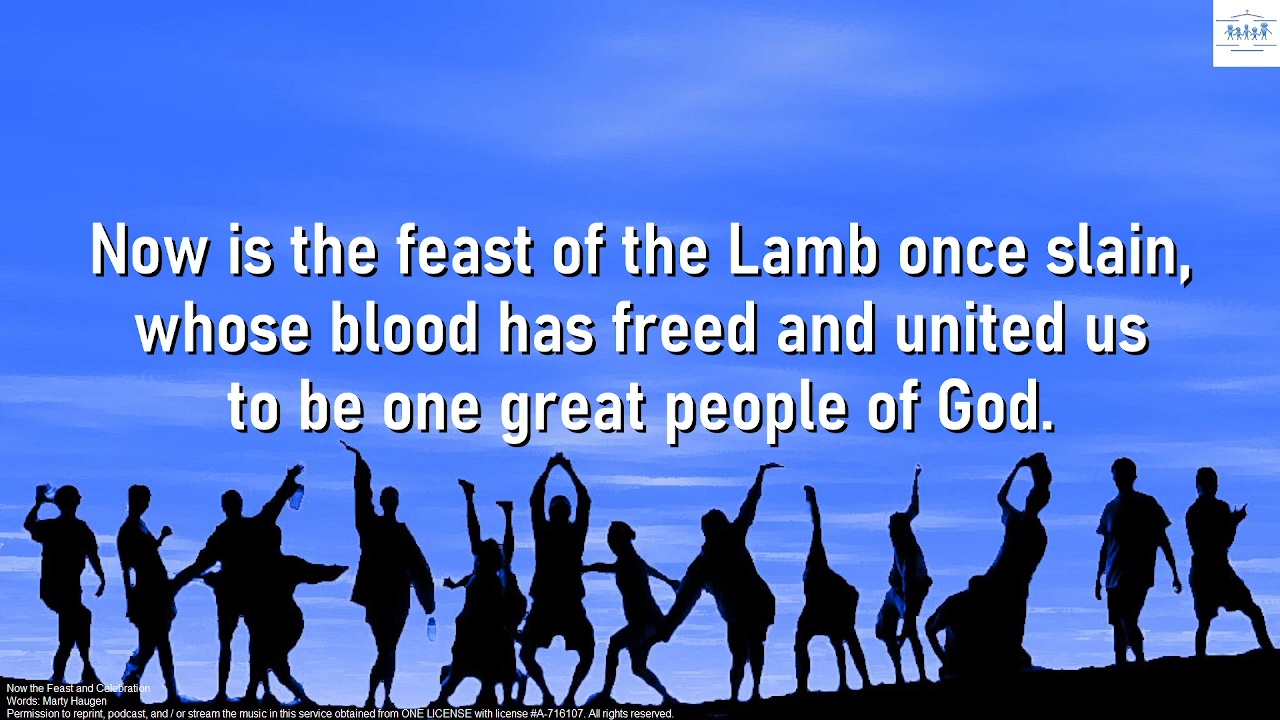 Now is the feast of the Lamb once slain,
whose blood has freed and united us
to be one great people of God.
Now the Feast and Celebration
Words: Marty Haugen
Permission to reprint, podcast, and / or stream the music in this service obtained from ONE LICENSE with license #A-716107. All rights reserved.